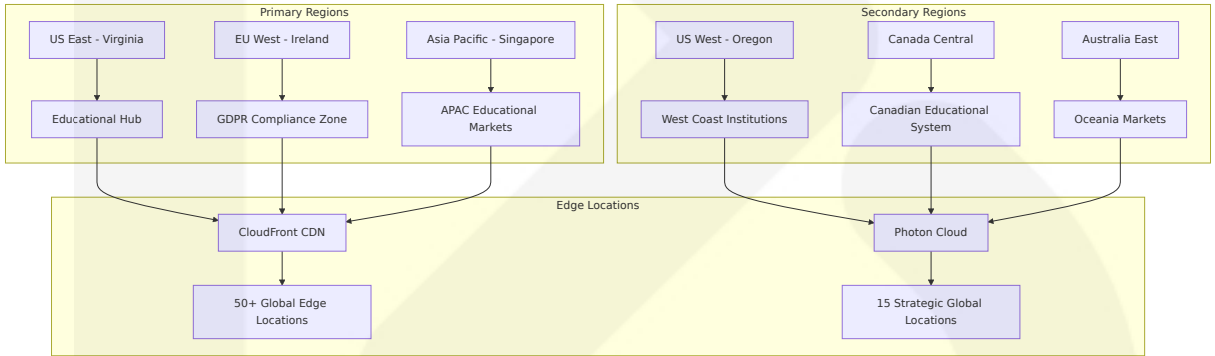 Primary Regions
US East - Virginia
EU West - Ireland
Asia Pacific - Singapore
Educational Hub
GDPR Compliance Zone
APAC Educational
Markets
Secondary Regions
US West - Oregon
Canada Central
Australia East
West Coast Institutions
Canadian Educational
System
Oceania Markets
Edge Locations
CloudFront CDN
Photon Cloud
50+ Global Edge
Locations
15 Strategic Global
Locations